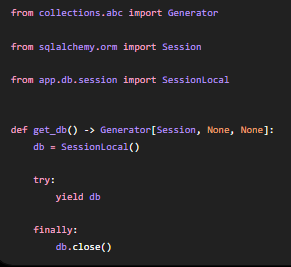 from collections.abc import Generator
from sqlalchemy.orm import Session
from app.db.session import SessionLocal
def get_db() -> Generator[Session, None, None]:
    db = SessionLocal()
    try:
        yield db
    finally:
        db.close()